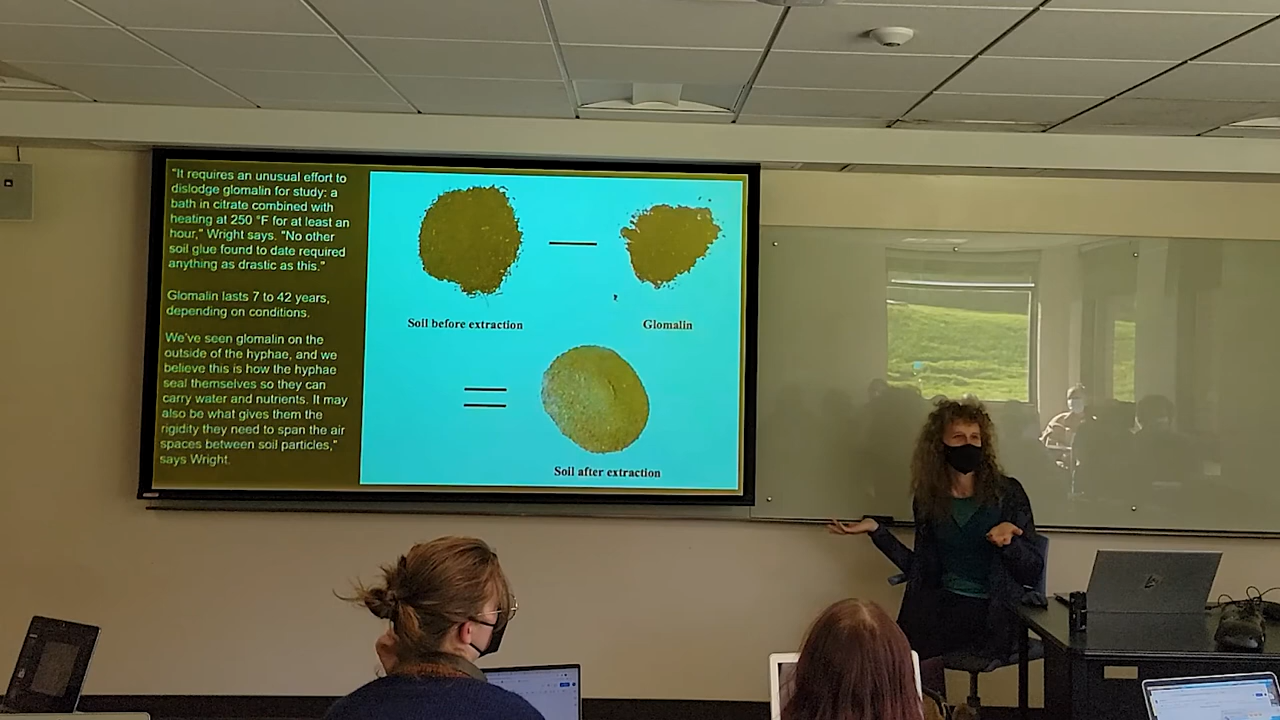 "It requires an unusual effort to
dislodge glomalin for study: a
bath in citrate combined with
heating at 250 °F for at least an
hour," Wright says. "No other
soil glue found to date required
anything as drastic as this."
Glomalin lasts 7 to 42 years,
depending on conditions.
We've seen glomalin on the
outside of the hyphae, and we
believe this is how the hyphae
seal themselves so they can
carry water and nutrients. It may
also be what gives them the
rigidity they need to span the air
spaces between soil particles,"
says Wright.
Soil before extraction
Glomalin
Soil after extraction
hp